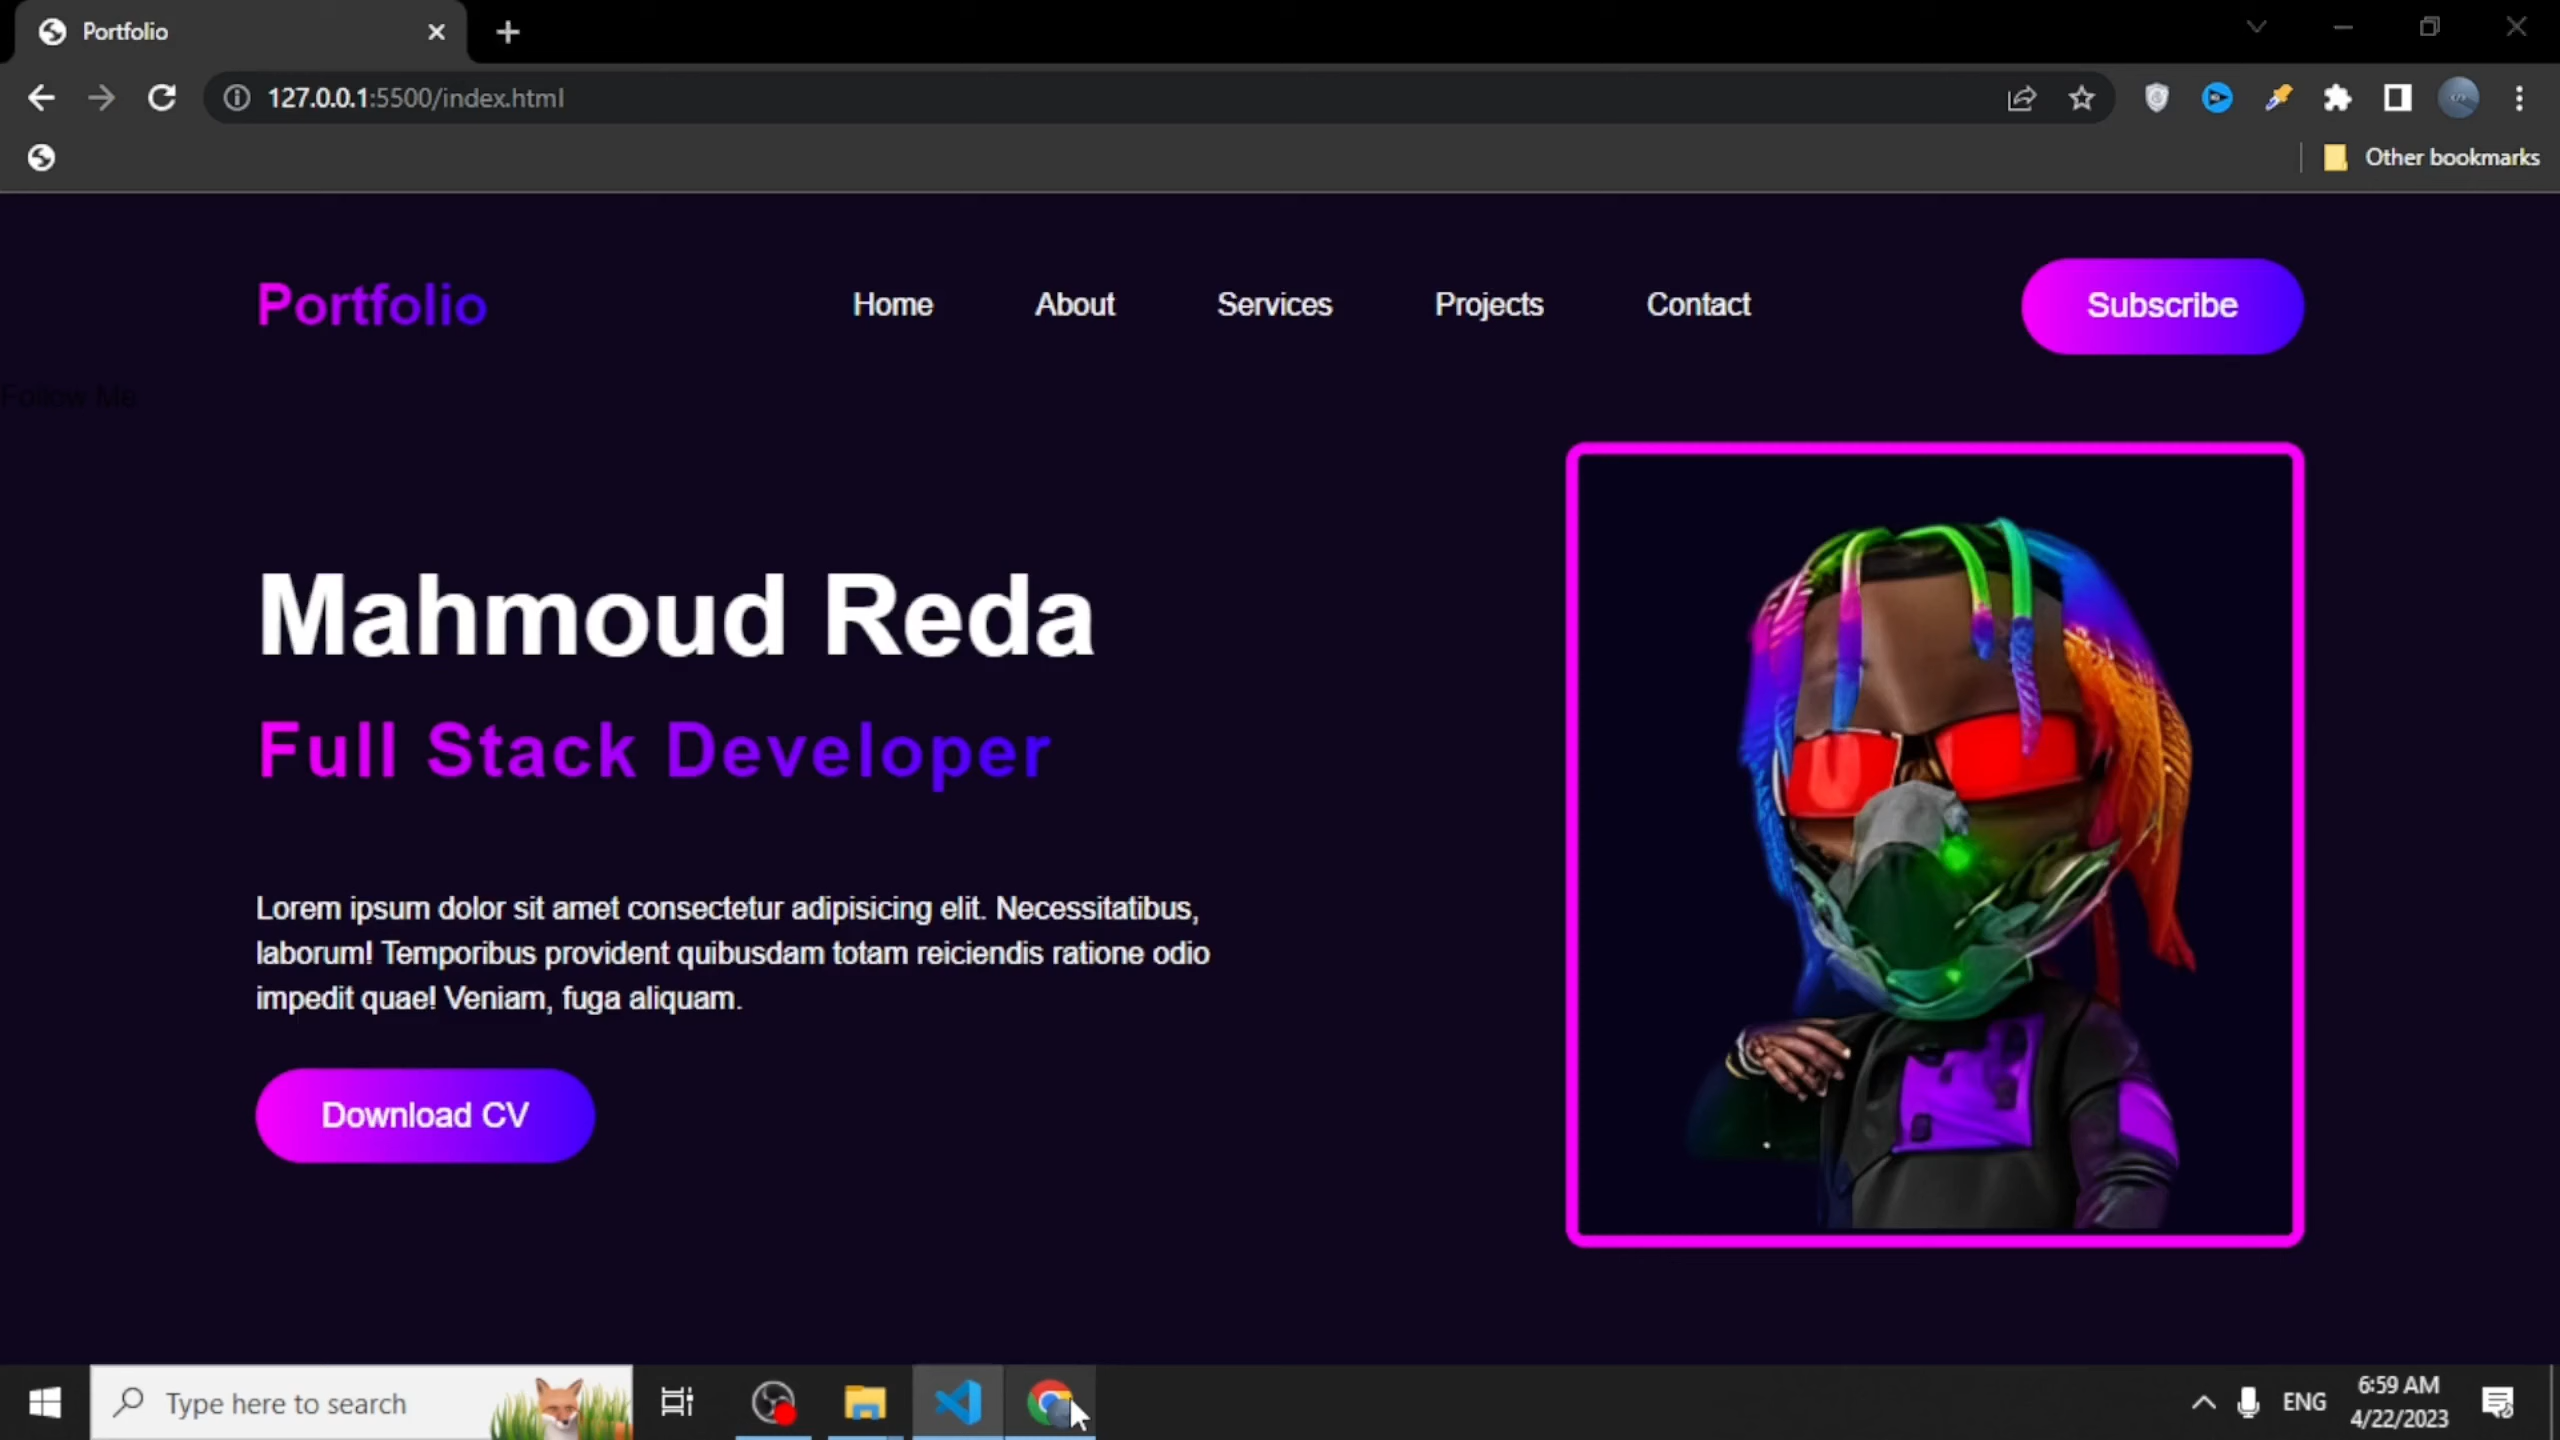 Portfolio
127.0.0.1:5500/index.html
Other bookmarks
Portfolio
Home
About
Services
Projects
Contact
Subscribe
Follow Me
Mahmoud Reda
Full Stack Developer
Lorem ipsum dolor sit amet consectetur adipisicing elit. Necessitatibus,
laborum! Temporibus provident quibusdam totam reiciendis ratione odio
impedit quae! Veniam, fuga aliquam.
Download CV
Type here to search
ENG
6:59 AM
4/22/2023